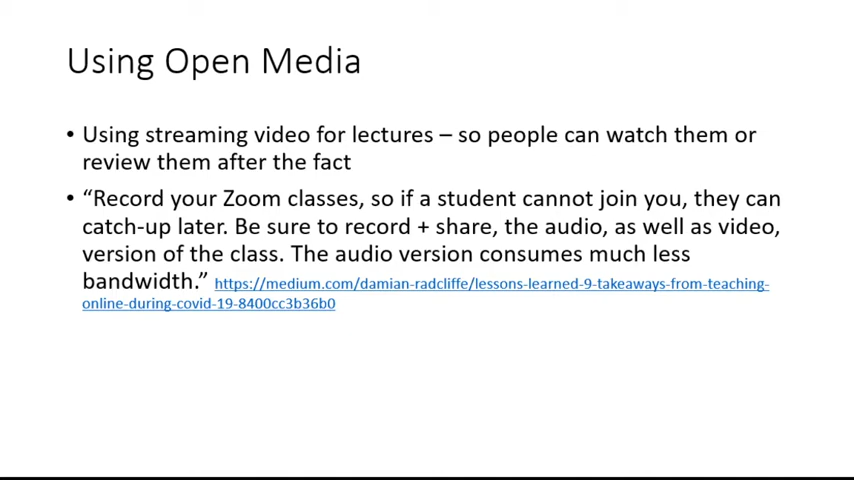 Using Open Media
• Using streaming video for lectures – so people can watch them or
review them after the fact
• “Record your Zoom classes, so if a student cannot join you, they can
catch-up later. Be sure to record + share, the audio, as well as video,
version of the class. The audio version consumes much less
bandwidth.” https://medium.com/damian-radcliffe/lessons-learned-9-takeaways-from-teaching-
online-during-covid-19-8400cc3b36b0